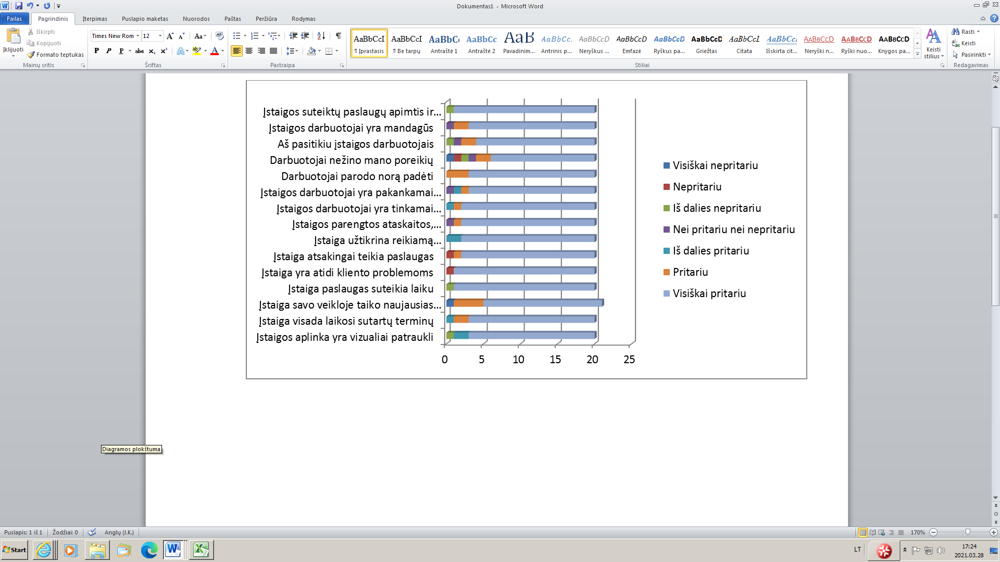 Dokumentas1 - Microsoft Word
Failas Pagrindinis Įterpimas Puslapio maketas Nuorodos Paštas Peržiūra Rodymas
Įklijuoti
Iškirpti
Kopijuoti
Formato teptukas
Mainų sritis
Times New Rom 12
Šriftas
Pastraipa
AaBbCcI AaBbCcI AaBbC AaBbCc AaB AaBbCc. AaBbCcD AaBbCcD AaBbCcD AaBbCcD AaBbCcI AaBbCcI AaBbCcD AaBbCcD AaBbCcD
¶ Įprastasis ¶ Be tarpų Antraštė 1 Antraštė 2 Pavadinim... Antrinis p... Neryškus ... Emfazė Ryškus pa... Griežtas Citata Išskirta cit... Neryški n... Ryški nuo... Knygos pa...
Stiliai
Keisti
stilius
Rasti
Keisti
Pasirinkti
Redagavimas
Įstaigos suteiktų paslaugų apimtis ir...
Įstaigos darbuotojai yra mandagūs
Aš pasitikiu įstaigos darbuotojais
Darbuotojai nežino mano poreikių
Darbuotojai parodo norą padėti
Įstaigos darbuotojai yra pakankamai...
Įstaigos darbuotojai yra tinkamai...
Įstaigos parengtos ataskaitos,...
Įstaiga užtikrina reikiamą...
Įstaiga atsakingai teikia paslaugas
Įstaiga yra atidi kliento problemoms
Įstaiga paslaugas suteikia laiku
Įstaiga savo veikloje taiko naujausias...
Įstaiga visada laikosi sutartų terminų
Įstaigos aplinka yra vizualiai patraukli
0 5 10 15 20 25
Visiškai nepritariu
Nepritariu
Iš dalies nepritariu
Nei pritariu nei nepritariu
Iš dalies pritariu
Pritariu
Visiškai pritariu
Diagramos plokštuma
Puslapis: 1 iš 1 Žodžiai: 0 Anglų (J.K.) 170%
Start
LT
17:24
2021.03.28